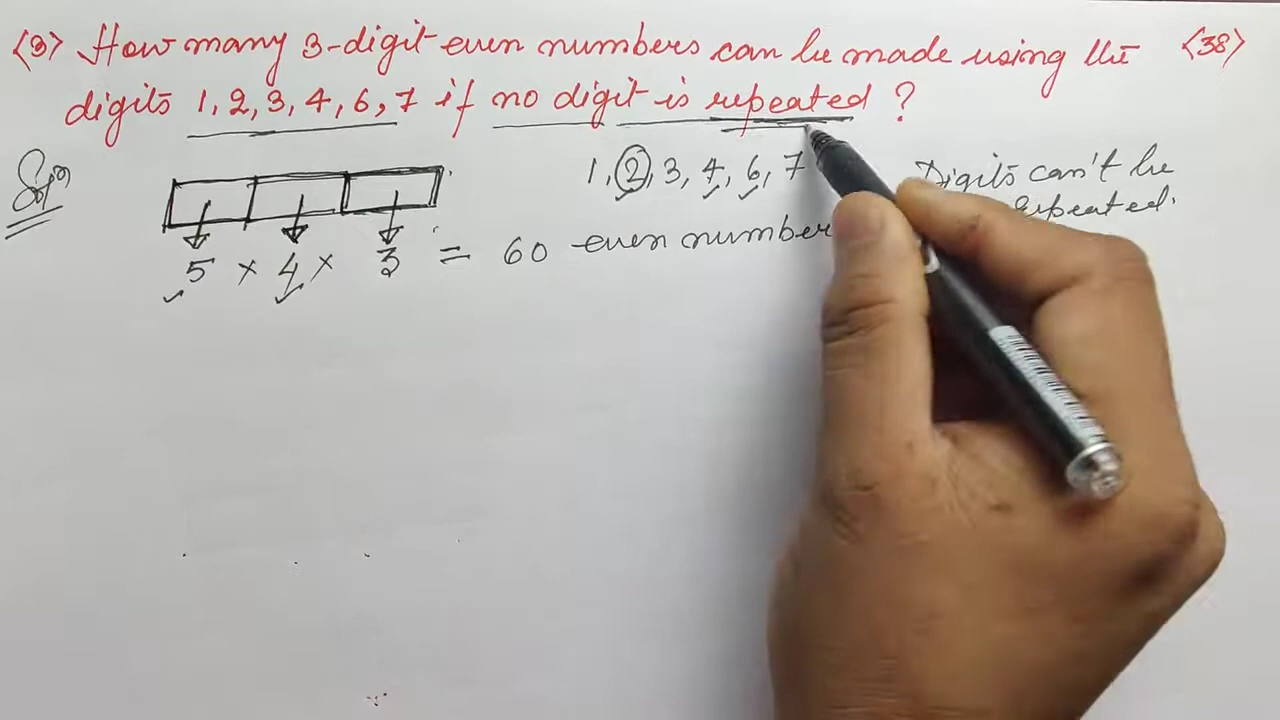 <3> How many 3-digit even numbers can be made using the <38>
digits 1, 2, 3, 4, 6, 7 if no digit is repeated ?
Sol^n
1, 2, 3, 4, 6, 7
Digits can't be
repeated.
5 × 4 × 3 = 60 even number